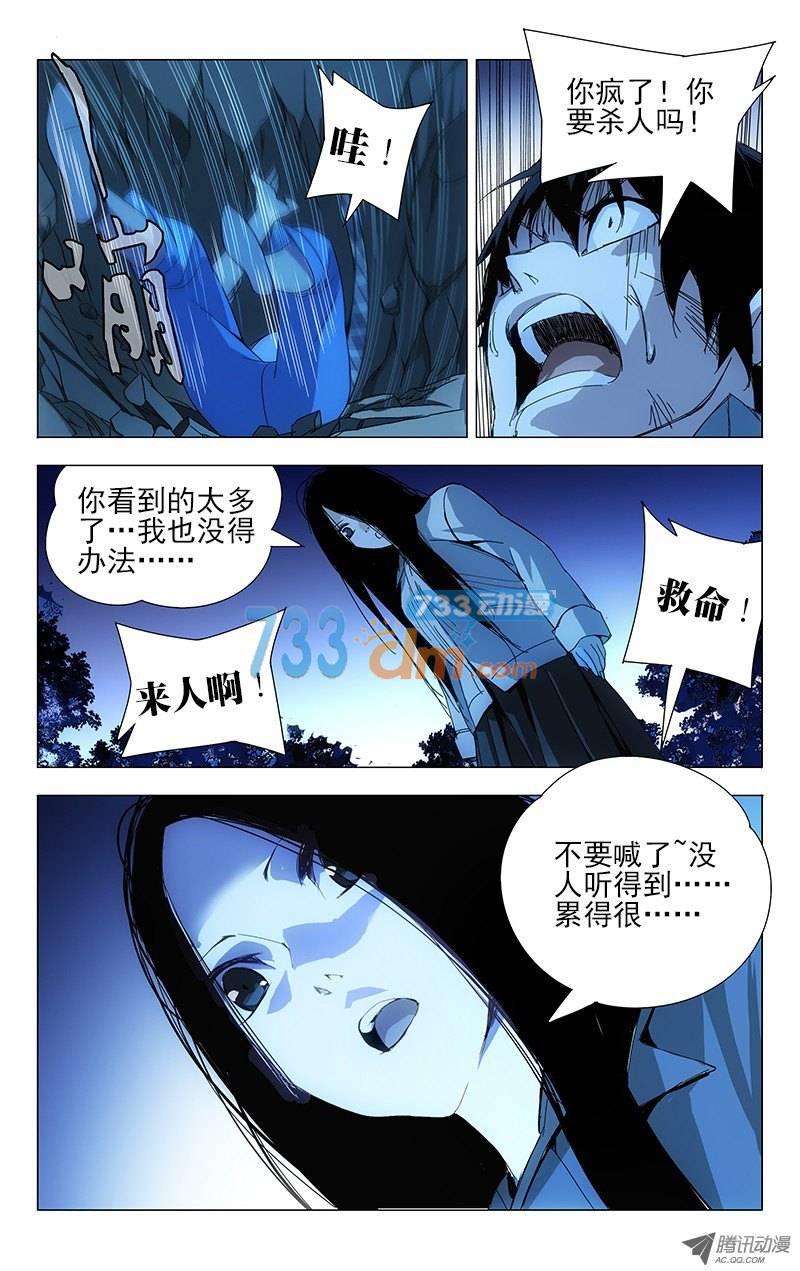 哇！
你疯了！你
要杀人吗！
你看到的太多
了…我也没得
办法……
救命！
来人啊！
733动漫
733dm.com
不要喊了~没
人听得到……
累得很……
腾讯动漫
AC.QQ.COM